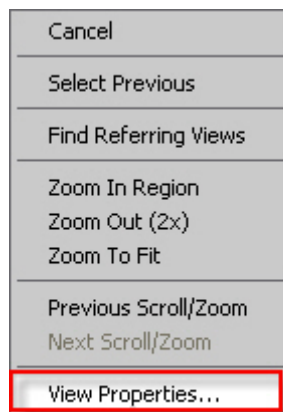 Cancel
Select Previous
Find Referring Views
Zoom In Region
Zoom Out (2x)
Zoom To Fit
Previous Scroll/Zoom
Next Scroll/Zoom
View Properties...